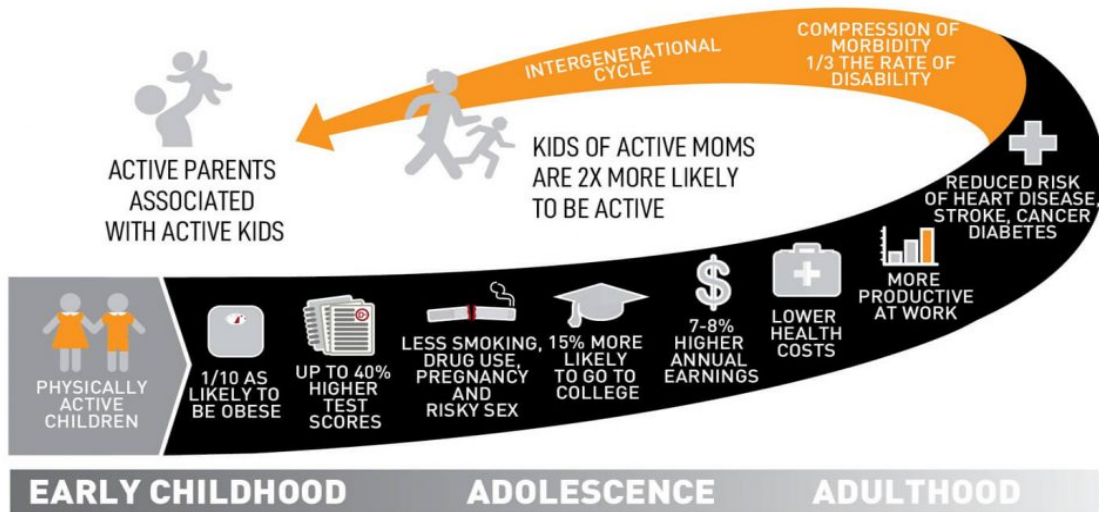 INTERGENERATIONAL
CYCLE
COMPRESSION OF
MORBIDITY
1/3 THE RATE OF
DISABILITY
ACTIVE PARENTS
ASSOCIATED
WITH ACTIVE KIDS
KIDS OF ACTIVE MOMS
ARE 2X MORE LIKELY
TO BE ACTIVE
PHYSICALLY
ACTIVE
CHILDREN
1/10 AS
LIKELY TO
BE OBESE
UP TO 40%
HIGHER
TEST
SCORES
LESS SMOKING,
DRUG USE,
PREGNANCY
AND
RISKY SEX
15% MORE
LIKELY
TO GO TO
COLLEGE
$
7-8%
HIGHER
ANNUAL
EARNINGS
LOWER
HEALTH
COSTS
MORE
PRODUCTIVE
AT WORK
REDUCED RISK
OF HEART DISEASE,
STROKE, CANCER
DIABETES
EARLY CHILDHOOD
ADOLESCENCE
ADULTHOOD